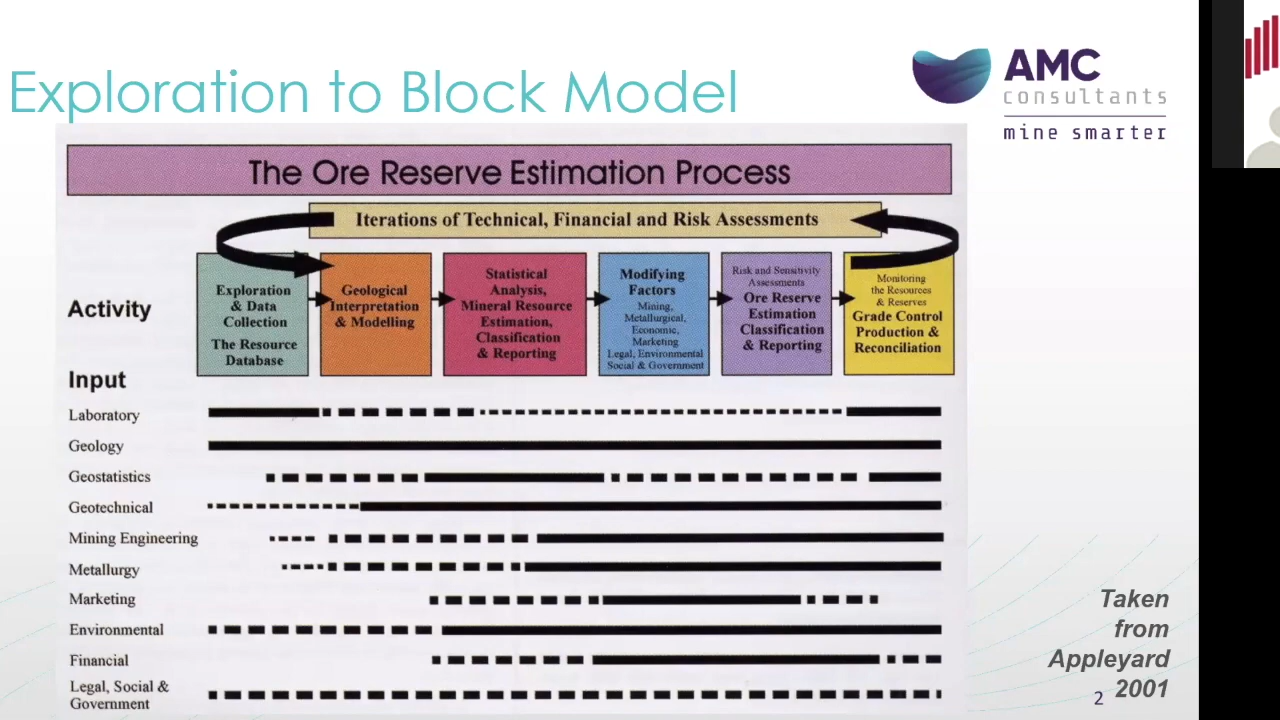 Exploration to Block Model
AMC
consultants
mine smarter
The Ore Reserve Estimation Process
Iterations of Technical, Financial and Risk Assessments
Activity
Exploration
& Data
Collection
The Resource
Database
Geological
Interpretation
& Modelling
Statistical
Analysis,
Mineral Resource
Estimation,
Classification
& Reporting
Modifying
Factors
Mining,
Metallurgical,
Economic,
Marketing
Legal, Environmental
Social & Government
Risk and Sensitivity
Assessments
Ore Reserve
Estimation
Classification
& Reporting
Monitoring
the Resources
& Reserves
Grade Control
Production &
Reconciliation
Input
Laboratory
Geology
Geostatistics
Geotechnical
Mining Engineering
Metallurgy
Marketing
Environmental
Financial
Legal, Social &
Government
Taken
from
Appleyard
2001
2